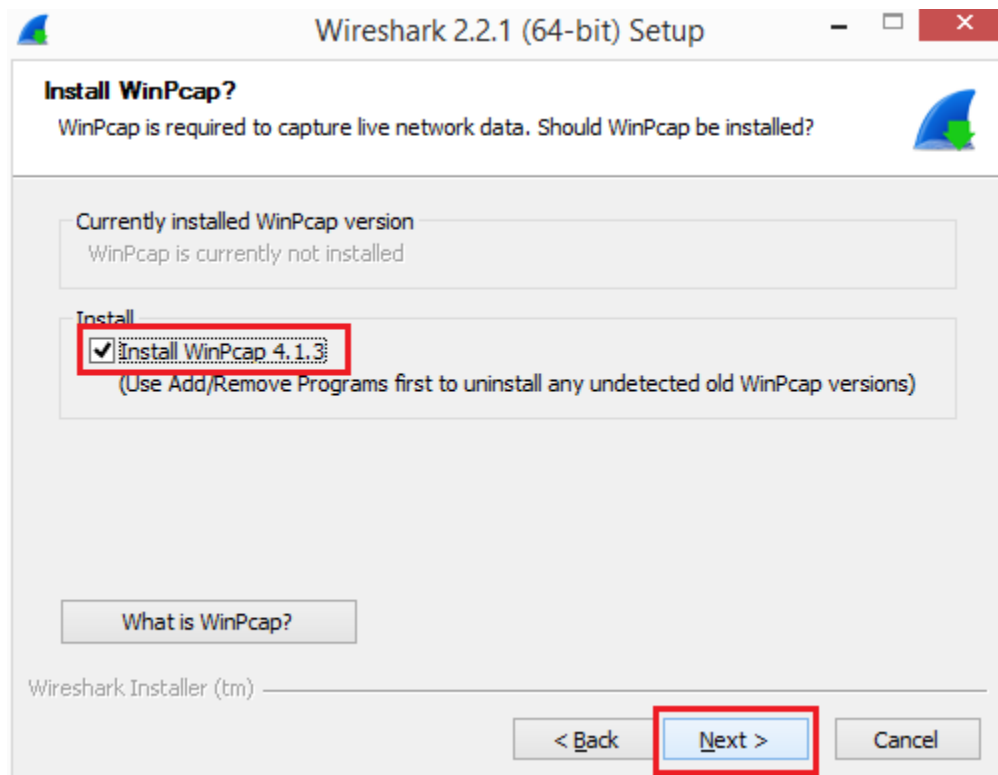 Wireshark 2.2.1 (64-bit) Setup
Install WinPcap?
WinPcap is required to capture live network data. Should WinPcap be installed?
Currently installed WinPcap version
WinPcap is currently not installed
Install
Install WinPcap 4.1.3
(Use Add/Remove Programs first to uninstall any undetected old WinPcap versions)
What is WinPcap?
Wireshark Installer (tm)
< Back Next > Cancel